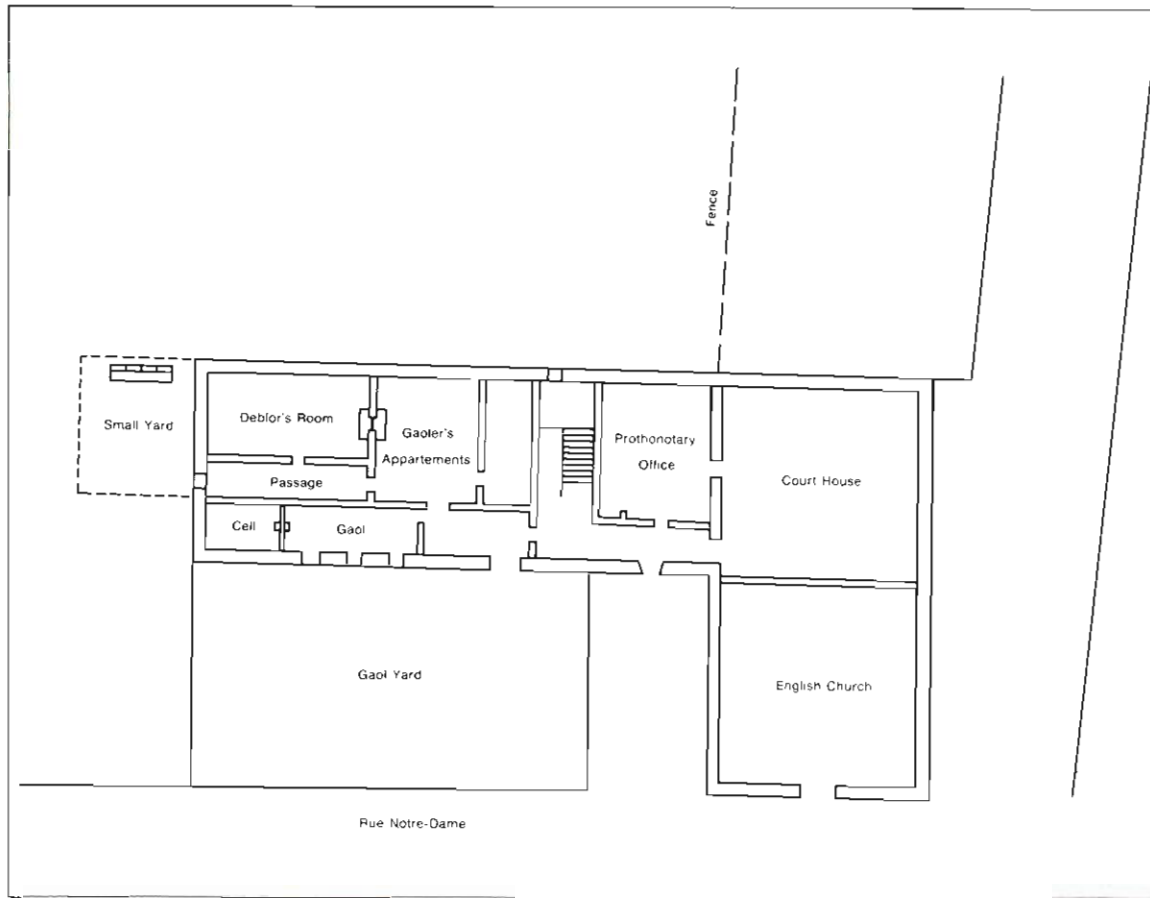 Fence
Small Yard
Debtor's Room
Gaoler's
Appartements
Prothonotary
Office
Passage
Court House
Cell
Gaol
Gaol Yard
English Church
Rue Notre-Dame